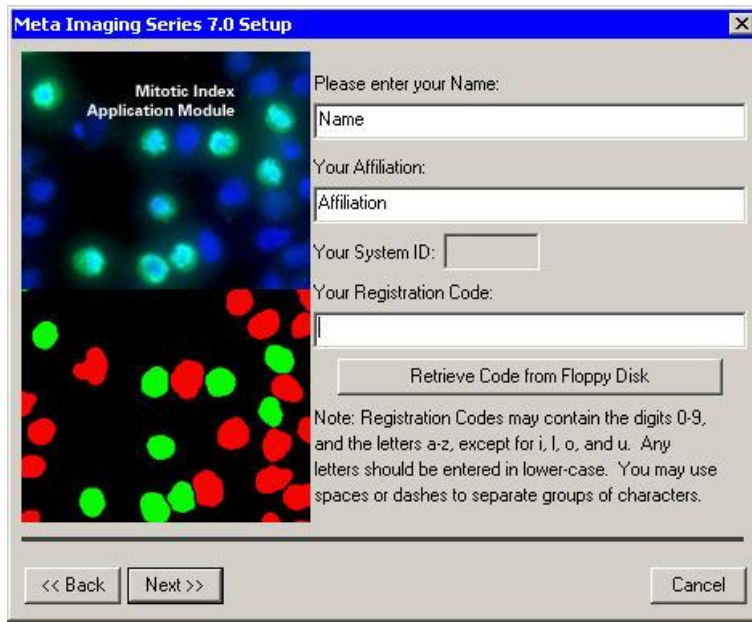 Meta Imaging Series 7.0 Setup
Mitotic Index
Application Module
Please enter your Name:
Name
Your Affiliation:
Affiliation
Your System ID:
Your Registration Code:
Retrieve Code from Floppy Disk
Note: Registration Codes may contain the digits 0-9,
and the letters a-z, except for i, l, o, and u. Any
letters should be entered in lower-case. You may use
spaces or dashes to separate groups of characters.
<< Back
Next >>
Cancel